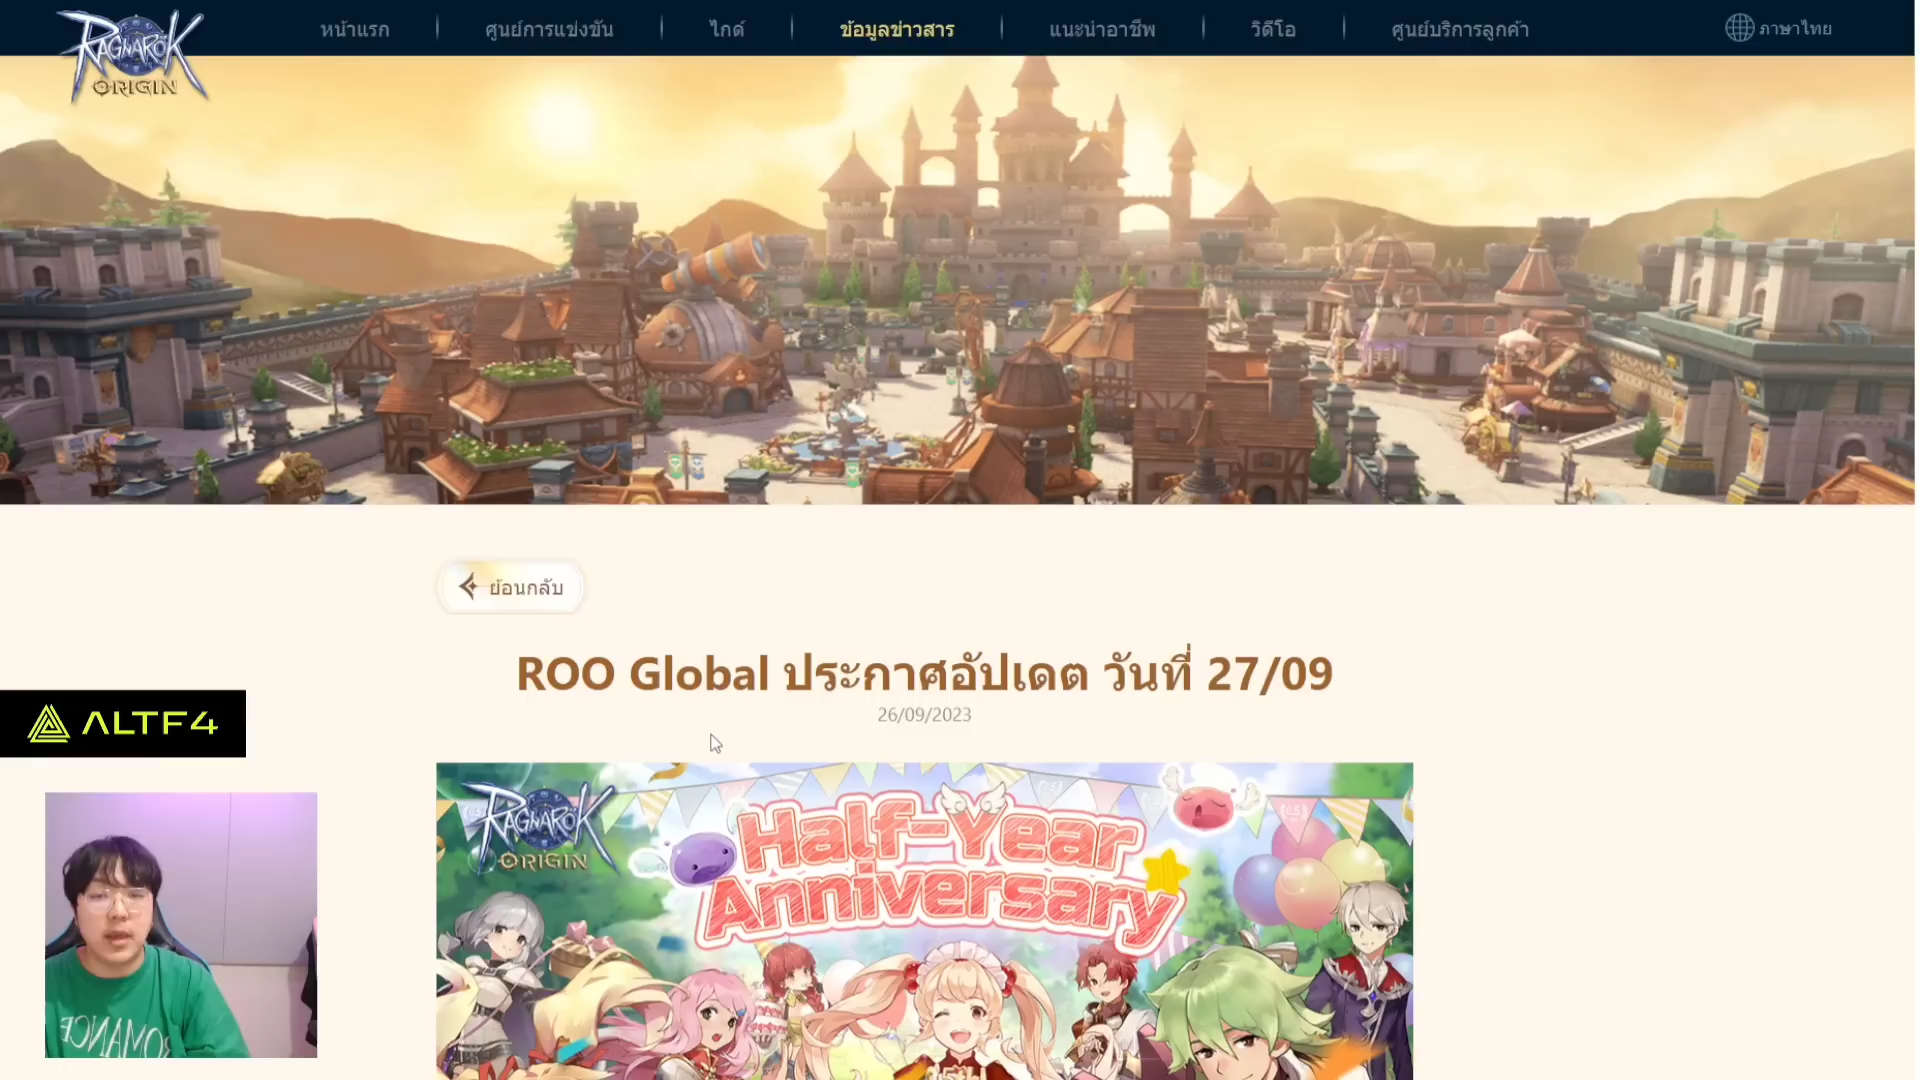 RAGNAROK
ORIGIN
หน้าแรก
ศูนย์การแข่งขัน
ไกด์
ข้อมูลข่าวสาร
แนะนำอาชีพ
วิดีโอ
ศูนย์บริการลูกค้า
ภาษาไทย
ย้อนกลับ
ROO Global ประกาศอัปเดต วันที่ 27/09
26/09/2023
ALTF4
RAGNAROK
ORIGIN
Half-Year
Anniversary
ROMANCE